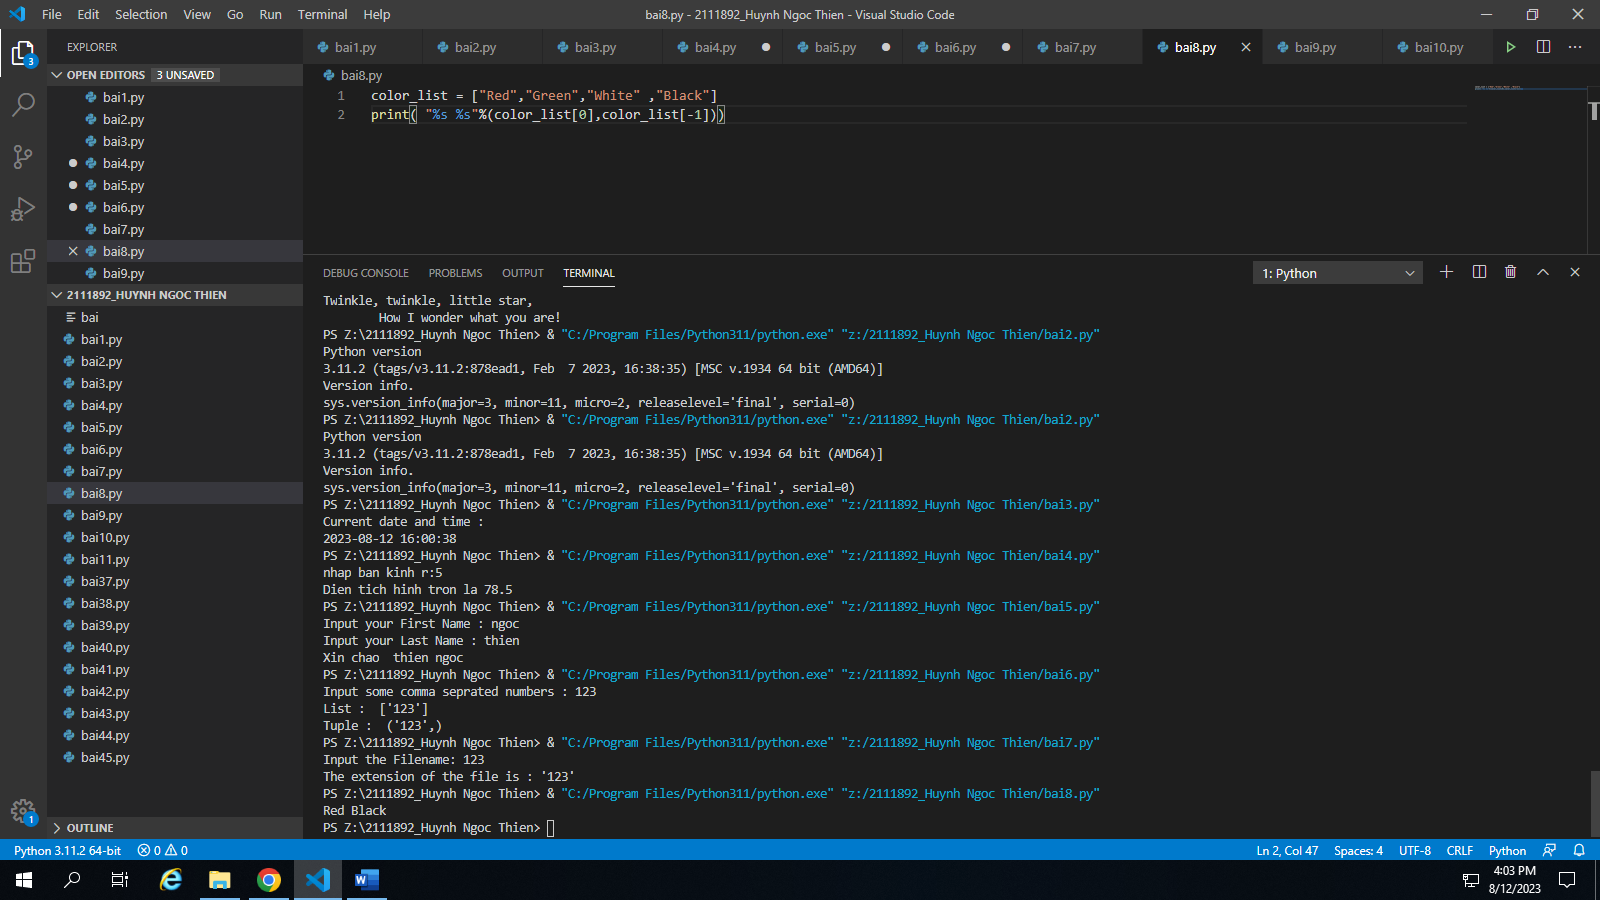 File Edit Selection View Go Run Terminal Help
bai8.py - 2111892_Huynh Ngoc Thien - Visual Studio Code
EXPLORER
OPEN EDITORS 3 UNSAVED
bai1.py
bai2.py
bai3.py
bai4.py
bai5.py
bai6.py
bai7.py
bai8.py
bai9.py
2111892_HUYNH NGOC THIEN
bai
bai1.py
bai2.py
bai3.py
bai4.py
bai5.py
bai6.py
bai7.py
bai8.py
bai9.py
bai10.py
bai11.py
bai37.py
bai38.py
bai39.py
bai40.py
bai41.py
bai42.py
bai43.py
bai44.py
bai45.py
OUTLINE
3
1
bai1.py bai2.py bai3.py bai4.py bai5.py bai6.py bai7.py bai8.py bai9.py bai10.py
bai8.py
1 color_list = ["Red","Green","White" ,"Black"]
2 print( "%s %s"%(color_list[0],color_list[-1]))
DEBUG CONSOLE PROBLEMS OUTPUT TERMINAL
1: Python
Twinkle, twinkle, little star,
        How I wonder what you are!
PS Z:\2111892_Huynh Ngoc Thien> & "C:/Program Files/Python311/python.exe" "z:/2111892_Huynh Ngoc Thien/bai2.py"
Python version
3.11.2 (tags/v3.11.2:878ead1, Feb  7 2023, 16:38:35) [MSC v.1934 64 bit (AMD64)]
Version info.
sys.version_info(major=3, minor=11, micro=2, releaselevel='final', serial=0)
PS Z:\2111892_Huynh Ngoc Thien> & "C:/Program Files/Python311/python.exe" "z:/2111892_Huynh Ngoc Thien/bai2.py"
Python version
3.11.2 (tags/v3.11.2:878ead1, Feb  7 2023, 16:38:35) [MSC v.1934 64 bit (AMD64)]
Version info.
sys.version_info(major=3, minor=11, micro=2, releaselevel='final', serial=0)
PS Z:\2111892_Huynh Ngoc Thien> & "C:/Program Files/Python311/python.exe" "z:/2111892_Huynh Ngoc Thien/bai3.py"
Current date and time :
2023-08-12 16:00:38
PS Z:\2111892_Huynh Ngoc Thien> & "C:/Program Files/Python311/python.exe" "z:/2111892_Huynh Ngoc Thien/bai4.py"
nhap ban kinh r:5
Dien tich hinh tron la 78.5
PS Z:\2111892_Huynh Ngoc Thien> & "C:/Program Files/Python311/python.exe" "z:/2111892_Huynh Ngoc Thien/bai5.py"
Input your First Name : ngoc
Input your Last Name : thien
Xin chao  thien ngoc
PS Z:\2111892_Huynh Ngoc Thien> & "C:/Program Files/Python311/python.exe" "z:/2111892_Huynh Ngoc Thien/bai6.py"
Input some comma seprated numbers : 123
List :  ['123']
Tuple :  ('123',)
PS Z:\2111892_Huynh Ngoc Thien> & "C:/Program Files/Python311/python.exe" "z:/2111892_Huynh Ngoc Thien/bai7.py"
Input the Filename: 123
The extension of the file is : '123'
PS Z:\2111892_Huynh Ngoc Thien> & "C:/Program Files/Python311/python.exe" "z:/2111892_Huynh Ngoc Thien/bai8.py"
Red Black
PS Z:\2111892_Huynh Ngoc Thien>
Python 3.11.2 64-bit 0 0
Ln 2, Col 47 Spaces: 4 UTF-8 CRLF Python
4:03 PM
8/12/2023